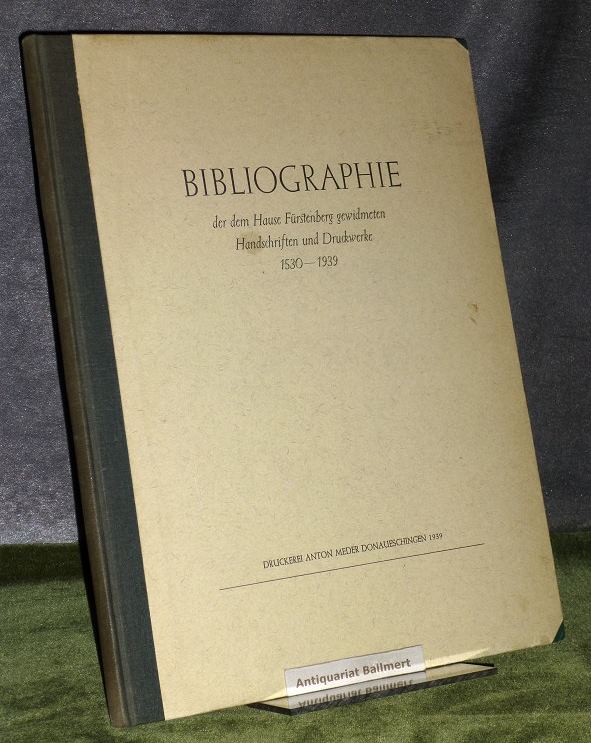 BIBLIOGRAPHIE
der dem Hause Fürstenberg gewidmeten
Handschriften und Druckwerke
1530—1939
DRUCKEREI ANTON MEDER DONAUESCHINGEN 1939
Antiquariat Ballmert